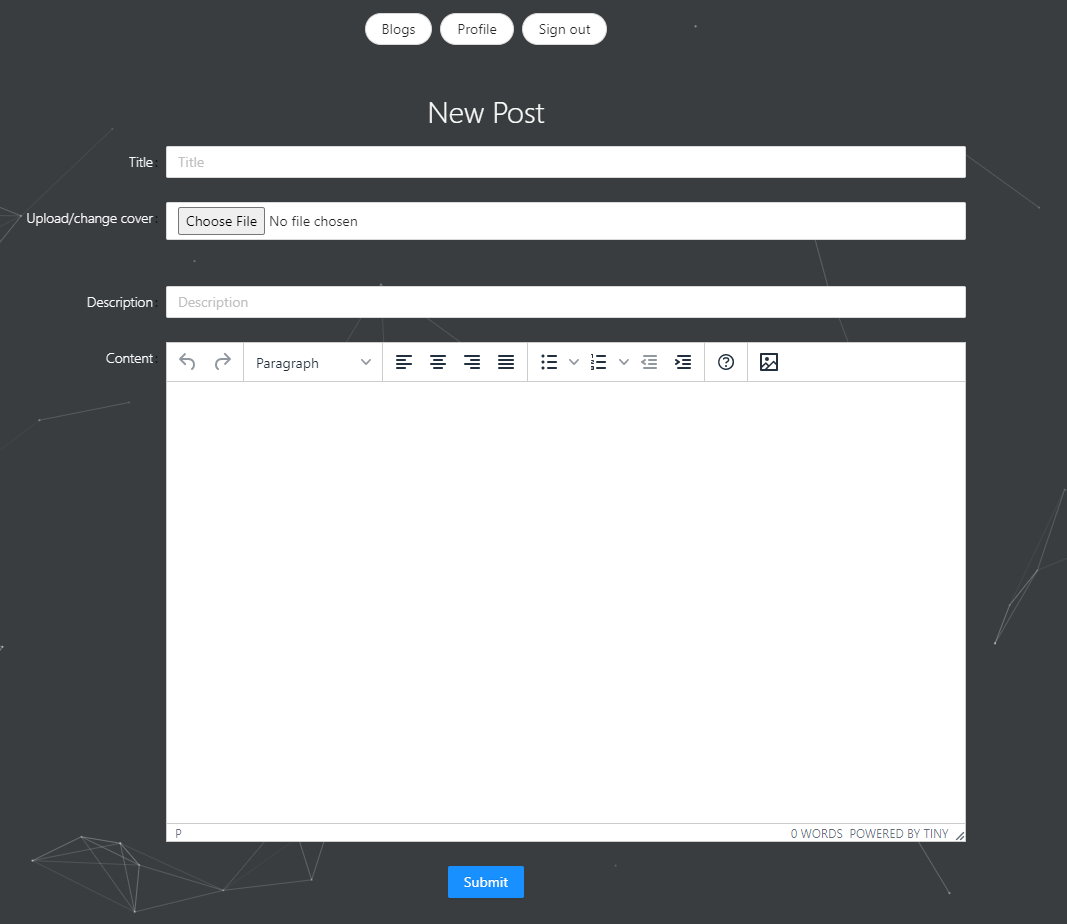 Blogs Profile Sign out
New Post
Title: Title
Upload/change cover: Choose File No file chosen
Description: Description
Content: Paragraph
P 0 WORDS POWERED BY TINY
Submit